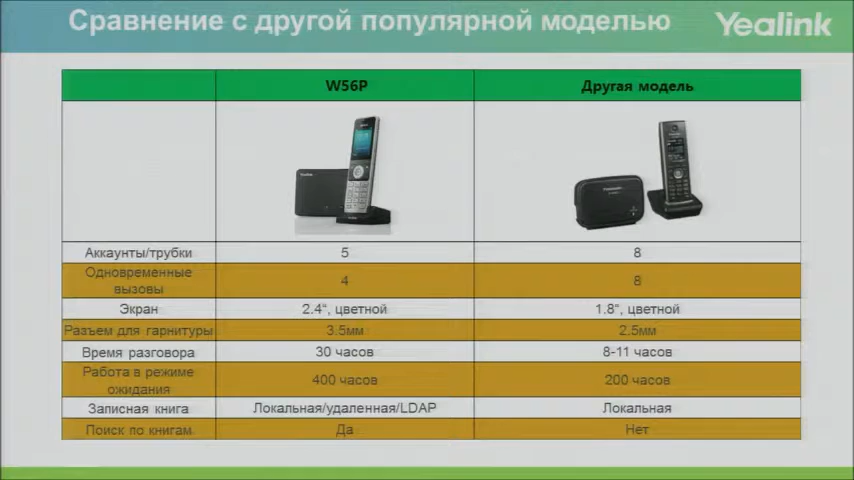 Сравнение с другой популярной моделью
Yealink
W56P
Другая модель
Аккаунты/трубки
5
8
Одновременные
вызовы
4
8
Экран
2.4“, цветной
1.8“, цветной
Разъем для гарнитуры
3.5мм
2.5мм
Время разговора
30 часов
8-11 часов
Работа в режиме
ожидания
400 часов
200 часов
Записная книга
Локальная/удаленная/LDAP
Локальная
Поиск по книгам
Да
Нет